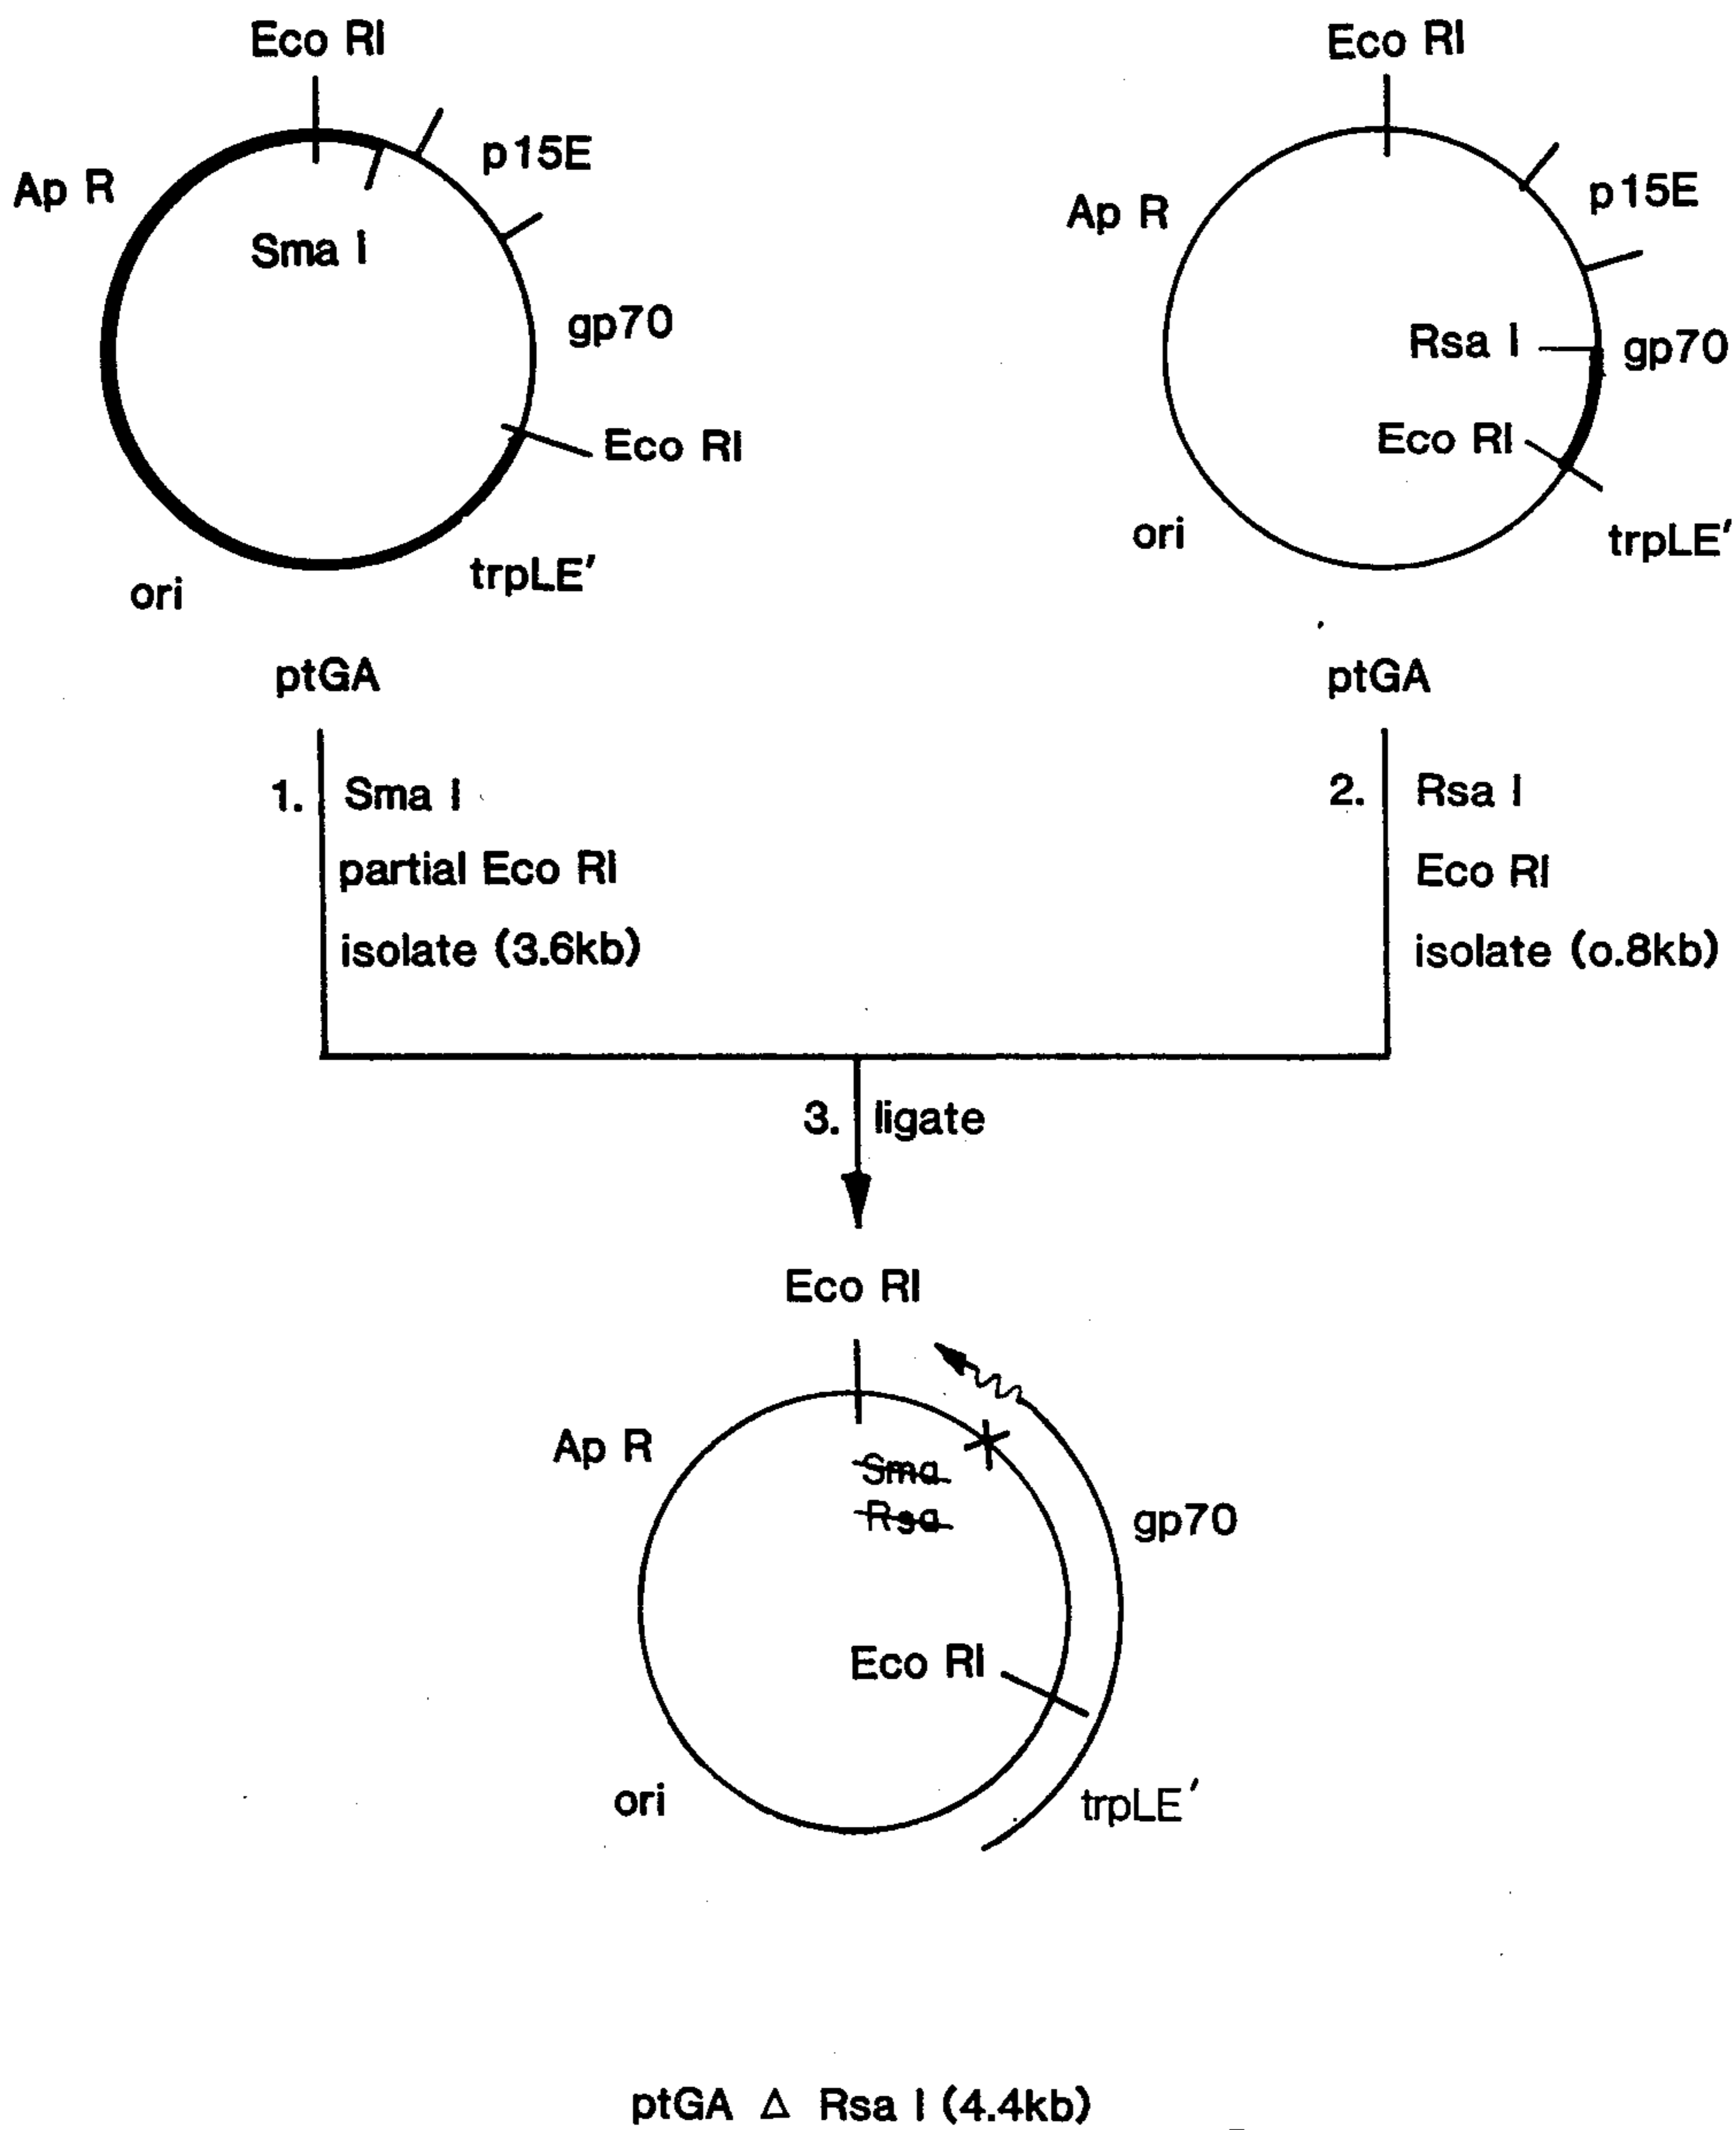 Eco RI
Ap R
p15E
Sma I
gp70
Eco RI
trpLE′
ori
ptGA
Eco RI
Ap R
p15E
Rsa I
gp70
Eco RI
ori
trpLE′
ptGA
1. Sma I
partial Eco RI
isolate (3.6kb)
2. Rsa I
Eco RI
isolate (o.8kb)
3. ligate
Eco RI
Ap R
Sma
Rsa
gp70
Eco RI
ori
trpLE′
ptGA Δ Rsa I (4.4kb)